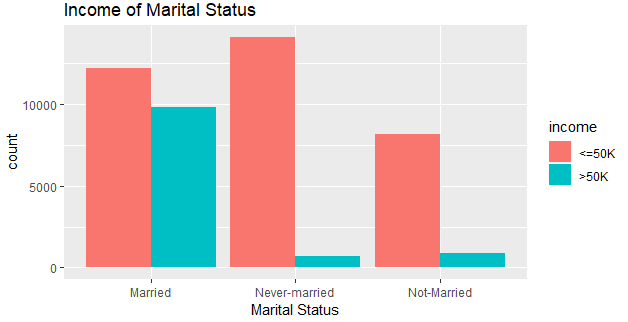 Income of Marital Status
count
10000
5000
0
Married Never-married Not-Married
Marital Status
income
<=50K
>50K